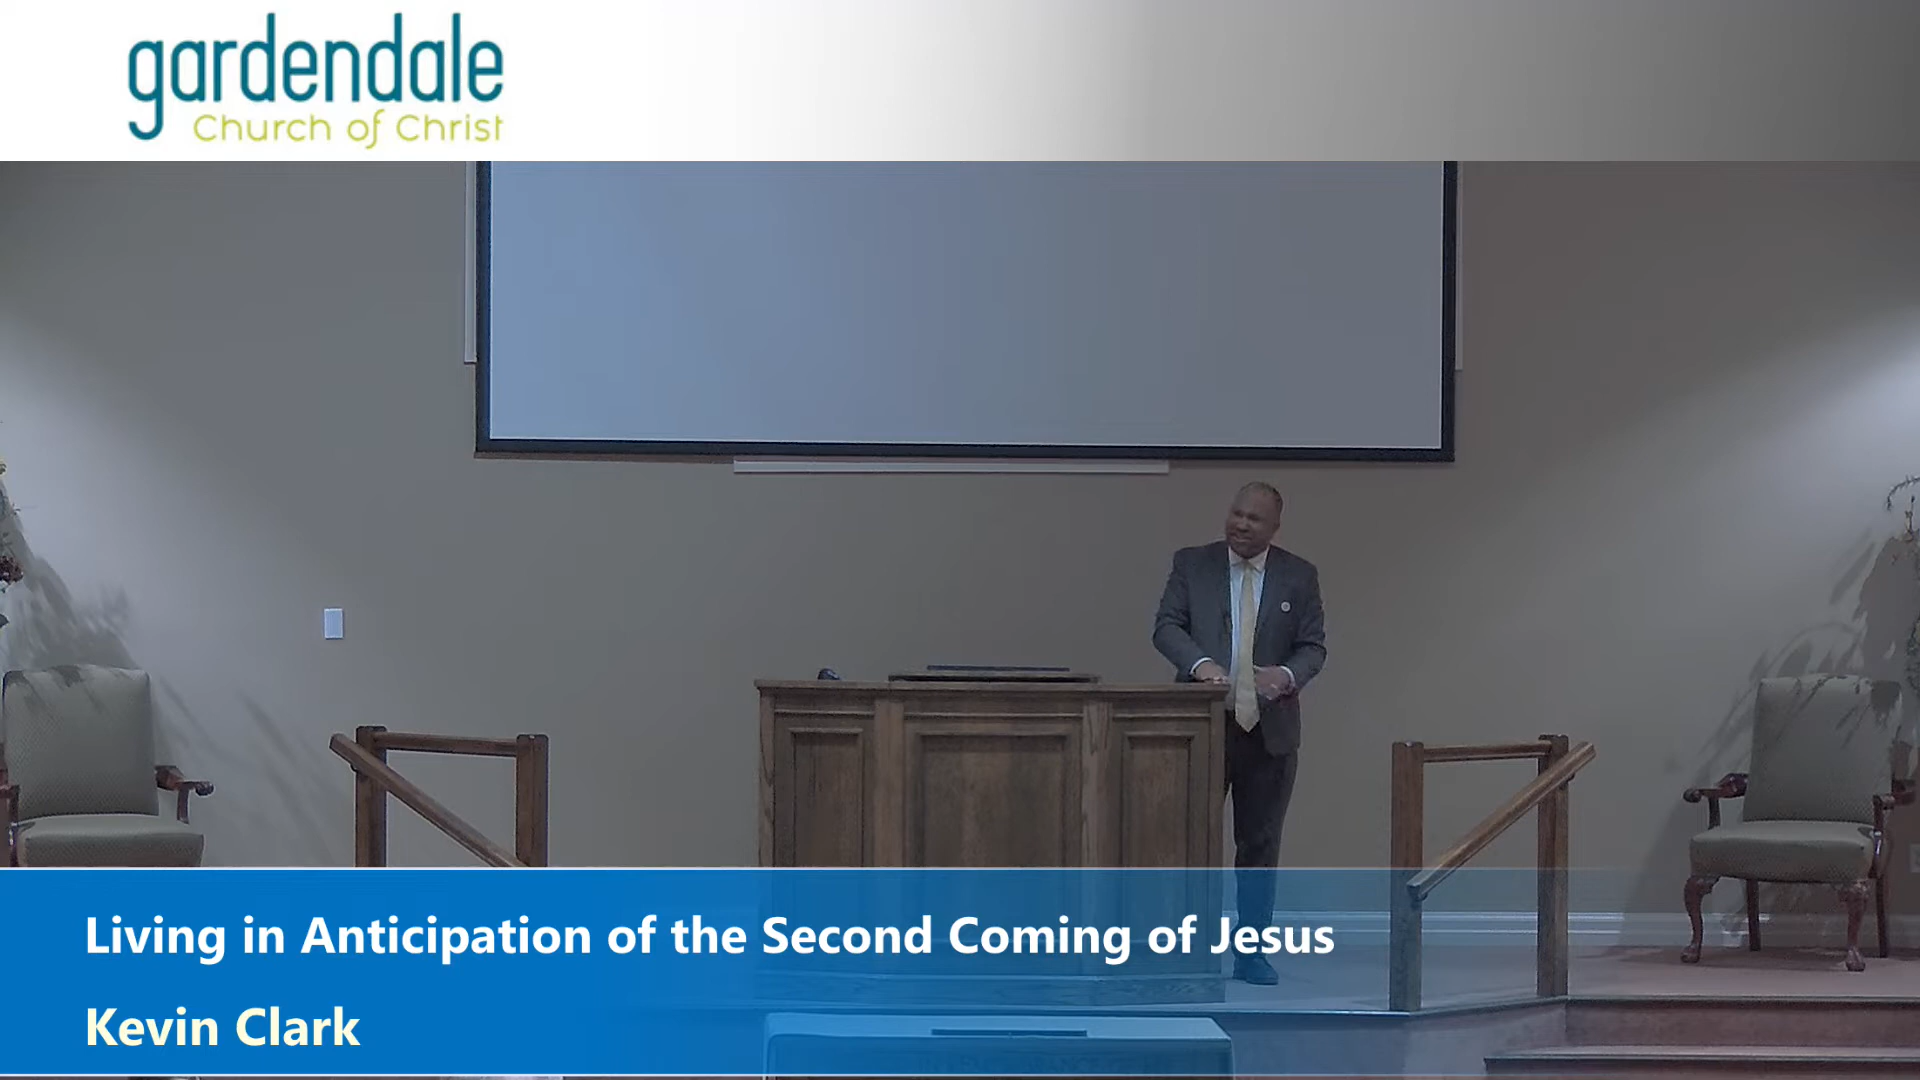 gardendale
Church of Christ
Living in Anticipation of the Second Coming of Jesus
Kevin Clark